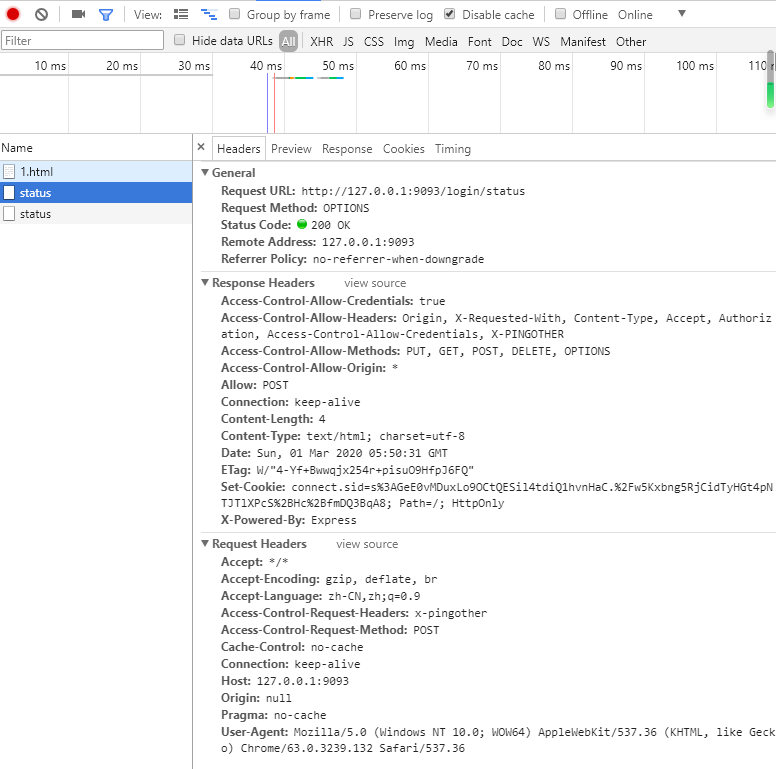 View: Group by frame Preserve log Disable cache Offline Online
Filter Hide data URLs All XHR JS CSS Img Media Font Doc WS Manifest Other
10 ms 20 ms 30 ms 40 ms 50 ms 60 ms 70 ms 80 ms 90 ms 100 ms 110
Name
1.html
status
status
× Headers Preview Response Cookies Timing
General
Request URL: http://127.0.0.1:9093/login/status
Request Method: OPTIONS
Status Code: 200 OK
Remote Address: 127.0.0.1:9093
Referrer Policy: no-referrer-when-downgrade
Response Headers view source
Access-Control-Allow-Credentials: true
Access-Control-Allow-Headers: Origin, X-Requested-With, Content-Type, Accept, Authoriz
ation, Access-Control-Allow-Credentials, X-PINGOTHER
Access-Control-Allow-Methods: PUT, GET, POST, DELETE, OPTIONS
Access-Control-Allow-Origin: *
Allow: POST
Connection: keep-alive
Content-Length: 4
Content-Type: text/html; charset=utf-8
Date: Sun, 01 Mar 2020 05:50:31 GMT
ETag: W/"4-Yf+Bwwqjx254r+pisuO9HfpJ6FQ"
Set-Cookie: connect.sid=s%3AGeE0vMDuxLo9OCtQESil4tdiQ1hvnHaC.%2Fw5Kxbng5RjCidTyHGt4pN
TJTlXPcS%2BHc%2BfmDQ3BqA8; Path=/; HttpOnly
X-Powered-By: Express
Request Headers view source
Accept: */*
Accept-Encoding: gzip, deflate, br
Accept-Language: zh-CN,zh;q=0.9
Access-Control-Request-Headers: x-pingother
Access-Control-Request-Method: POST
Cache-Control: no-cache
Connection: keep-alive
Host: 127.0.0.1:9093
Origin: null
Pragma: no-cache
User-Agent: Mozilla/5.0 (Windows NT 10.0; WOW64) AppleWebKit/537.36 (KHTML, like Geck
o) Chrome/63.0.3239.132 Safari/537.36